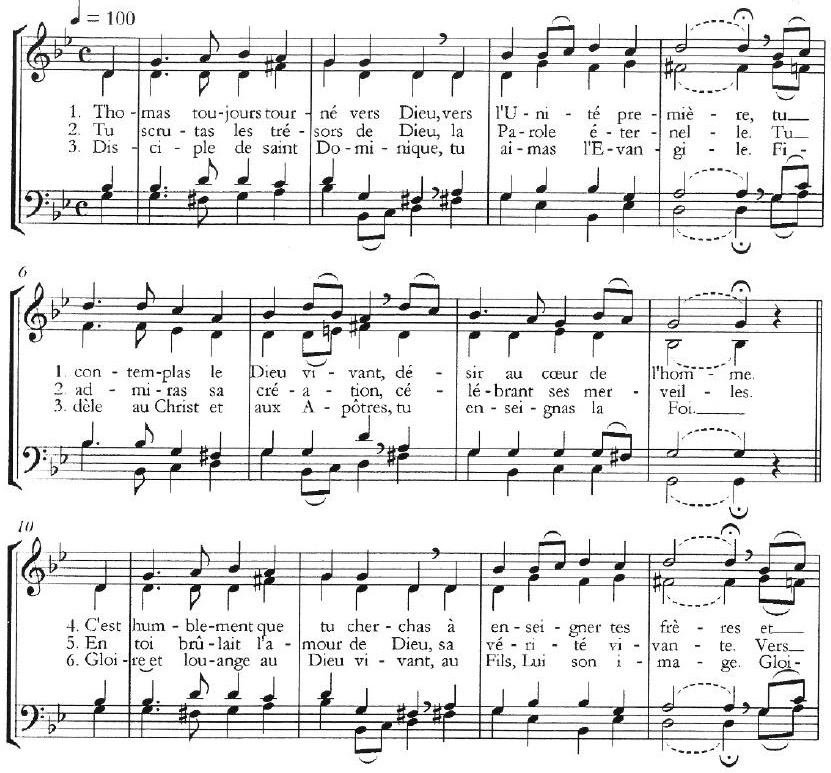 ♩ = 100
1. Tho - mas tou-jours tour - né vers Dieu, vers l'U - ni - té pre - miè - re, tu
2. Tu scru - tas les tré - sors de Dieu, la Pa - role é - ter - nel - le. Tu
3. Dis - ci - ple de saint Do - mi - nique, tu ai - mas l'E - van - gi - le. Fi -
6
1. con - tem-plas le Dieu vi - vant, dé - sir au cœur de l'hom - me.
2. ad - mi - ras sa cré - a - tion, cé - lé - brant ses mer - veil - les.
3. dèle au Christ et aux A - pôtres, tu en - sei - gnas la Foi.
10
4. C'est hum - ble-ment que tu cher - chas à en - sei - gner tes frè - res et
5. En toi brû - lait l'a - mour de Dieu, sa vé - ri - té vi - van - te. Vers
6. Gloi - re et lou - ange au Dieu vi - vant, au Fils, Lui son i - ma - ge. Gloi -